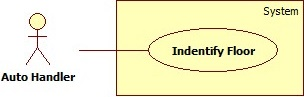 System
Indentify Floor
Auto Handler